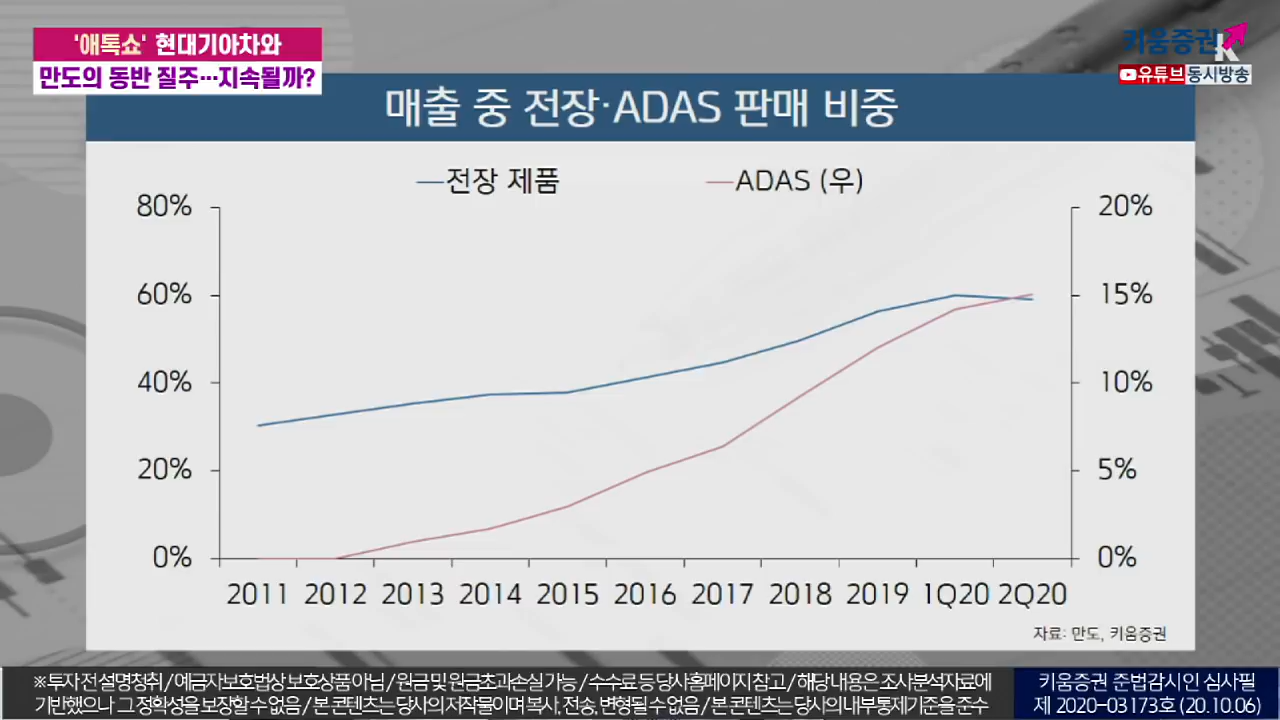 '애톡쇼' 현대기아차와
만도의 동반 질주…지속될까?
키움증권
유튜브 동시방송
매출 중 전장·ADAS 판매 비중
전장 제품
ADAS (우)
80%
60%
40%
20%
0%
20%
15%
10%
5%
0%
2011 2012 2013 2014 2015 2016 2017 2018 2019 1Q20 2Q20
자료: 만도, 키움증권
※투자 전 설명청취 / 예금자보호법상 보호상품 아님 / 원금 및 원금초과손실 가능 / 수수료 등 당사홈페이지 참고 / 해당 내용은 조사분석자료에
기반했으나 그 정확성을 보장할 수 없음 / 본 콘텐츠는 당사의 저작물이며 복사, 전송, 변형될 수 없음 / 본 콘텐츠는 당사의 내부통제기준을 준수
키움증권 준법감시인 심사필
제 2020-03173호 (20.10.06)